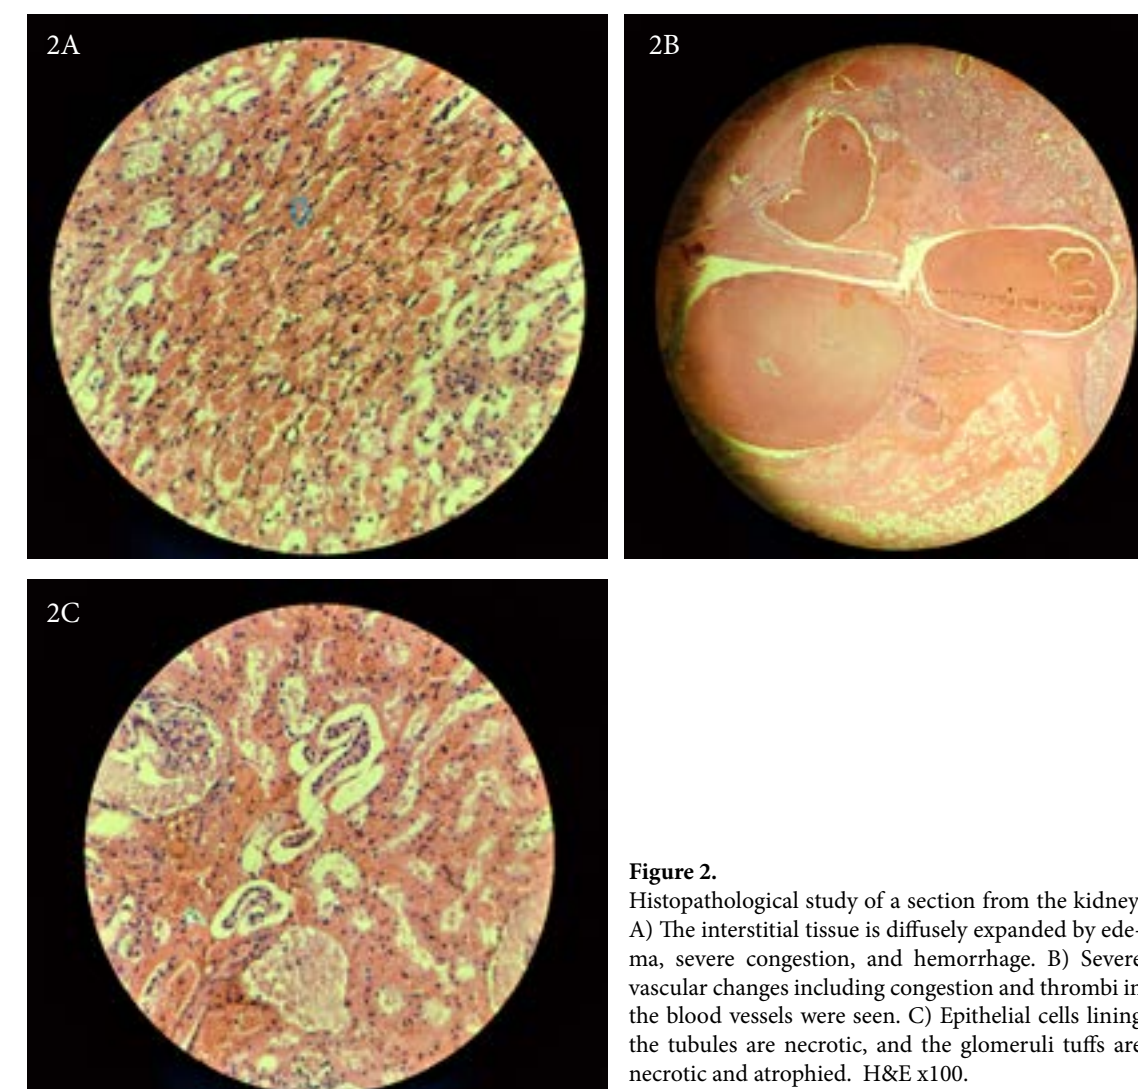 2A
2B
2C
Figure 2.
Histopathological study of a section from the kidney
A) The interstitial tissue is diffusely expanded by ede-
ma, severe congestion, and hemorrhage. B) Severe
vascular changes including congestion and thrombi in
the blood vessels were seen. C) Epithelial cells lining
the tubules are necrotic, and the glomeruli tuffs are
necrotic and atrophied. H&E x100.